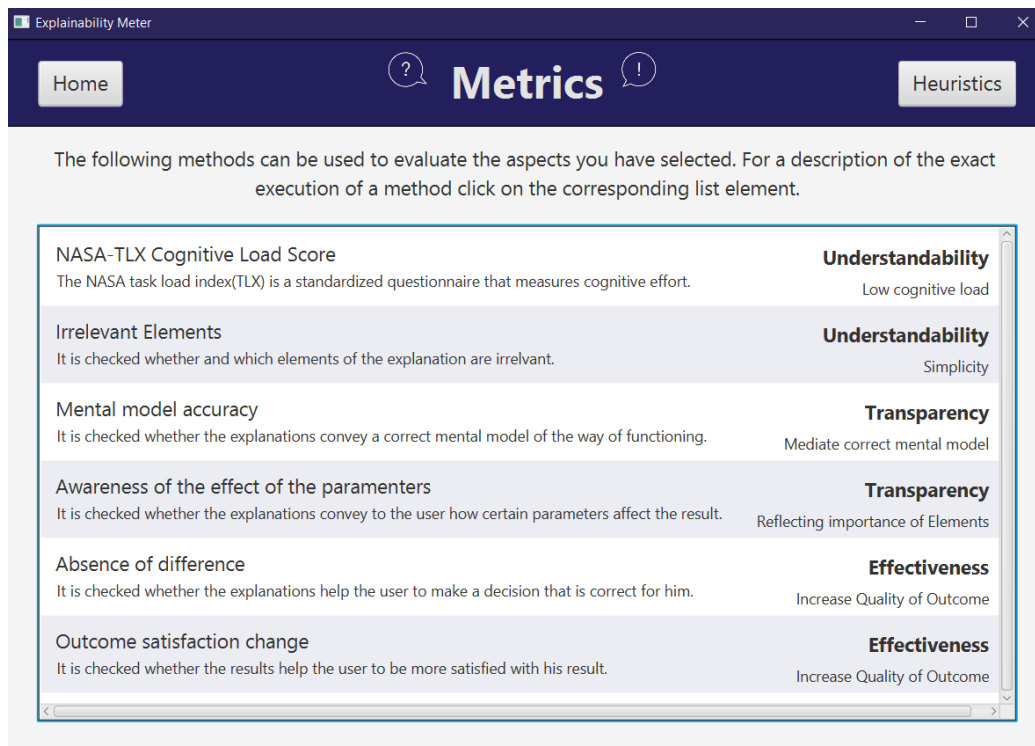 Explainability Meter
Home
?
Metrics
!
Heuristics
The following methods can be used to evaluate the aspects you have selected. For a description of the exact
execution of a method click on the corresponding list element.
NASA-TLX Cognitive Load Score
Understandability
The NASA task load index(TLX) is a standardized questionnaire that measures cognitive effort.
Low cognitive load
Irrelevant Elements
Understandability
It is checked whether and which elements of the explanation are irrelvant.
Simplicity
Mental model accuracy
Transparency
It is checked whether the explanations convey a correct mental model of the way of functioning.
Mediate correct mental model
Awareness of the effect of the paramenters
Transparency
It is checked whether the explanations convey to the user how certain parameters affect the result.
Reflecting importance of Elements
Absence of difference
Effectiveness
It is checked whether the explanations help the user to make a decision that is correct for him.
Increase Quality of Outcome
Outcome satisfaction change
Effectiveness
It is checked whether the results help the user to be more satisfied with his result.
Increase Quality of Outcome